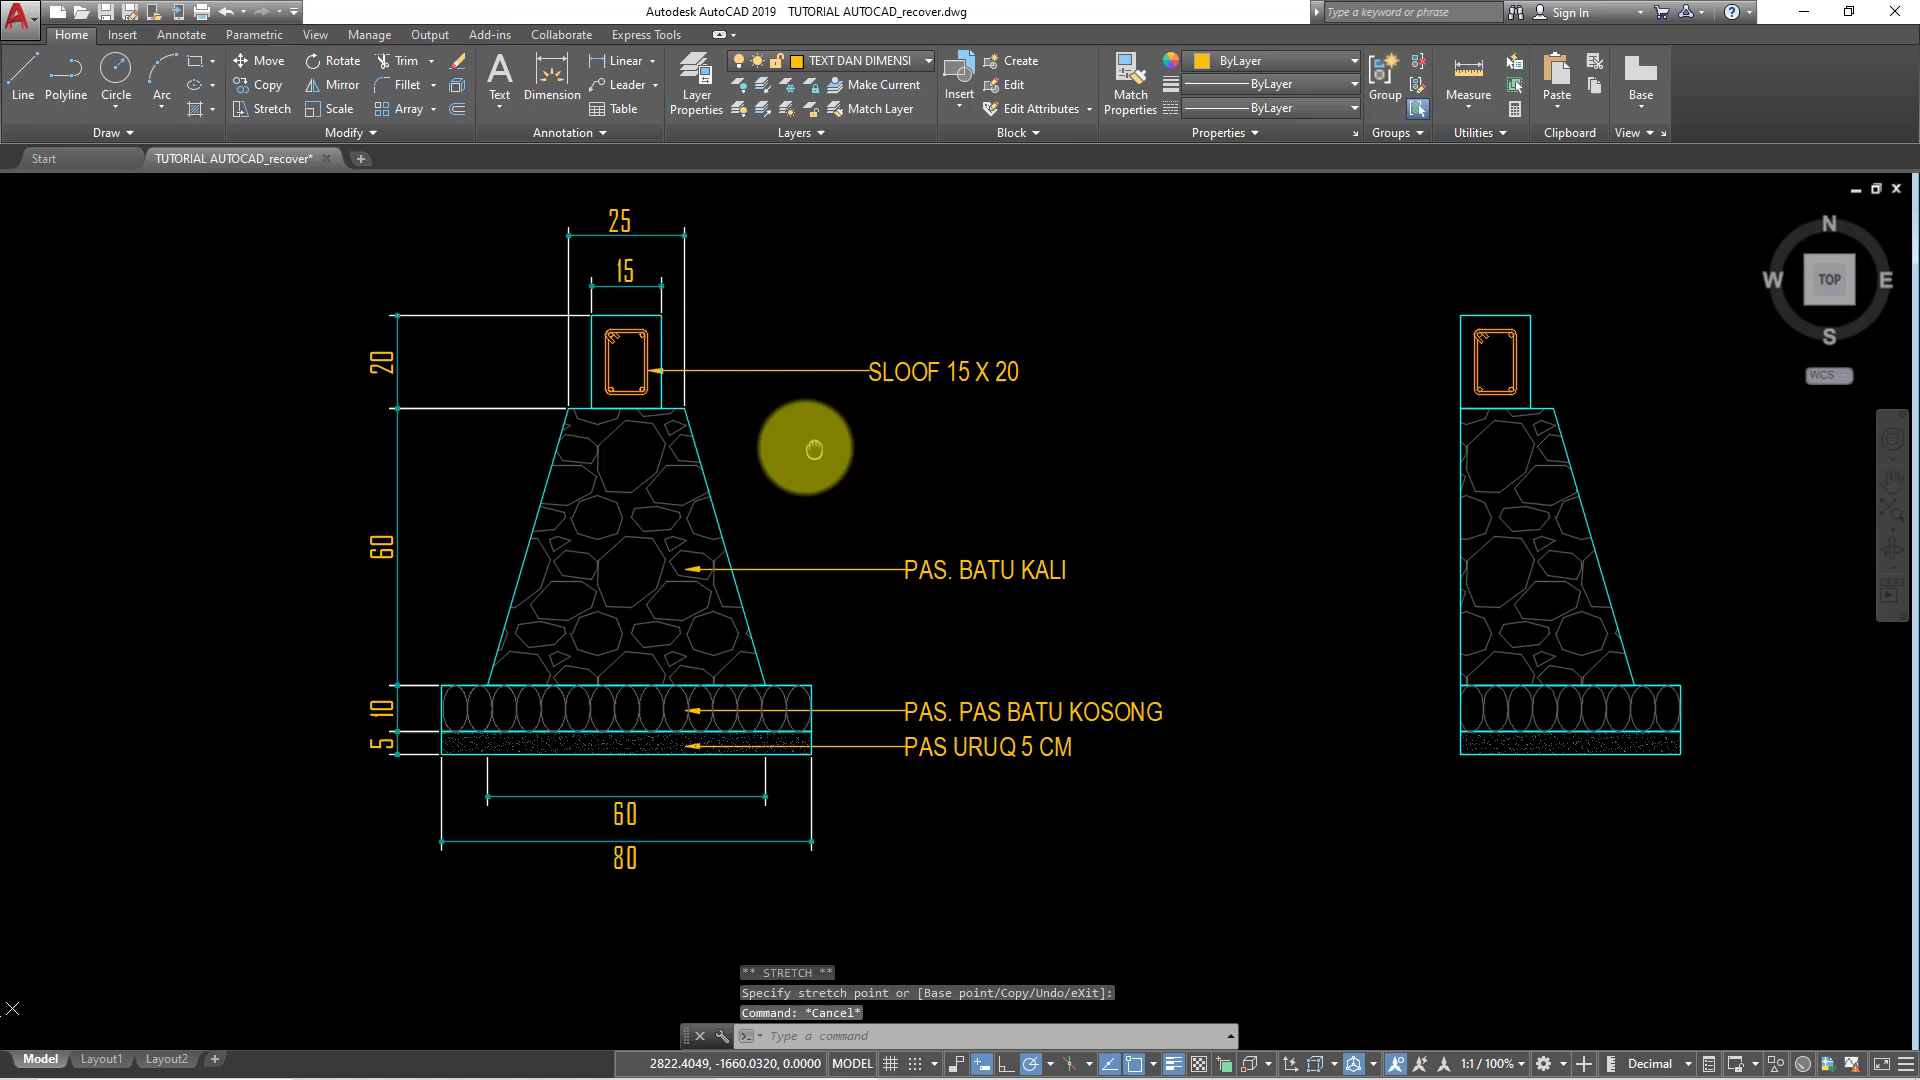 Autodesk AutoCAD 2019 TUTORIAL AUTOCAD_recover.dwg
Type a keyword or phrase
Sign In
Home Insert Annotate Parametric View Manage Output Add-ins Collaborate Express Tools
Line Polyline Circle Arc
Draw
Move Rotate Trim
Copy Mirror Fillet
Stretch Scale Array
Modify
Text Dimension
Linear
Leader
Table
Annotation
Layer Properties
TEXT DAN DIMENSI
Make Current
Match Layer
Layers
Insert
Create
Edit
Edit Attributes
Block
Match Properties
ByLayer
ByLayer
ByLayer
Properties
Group
Groups
Measure
Utilities
Paste
Clipboard
Base
View
Start TUTORIAL AUTOCAD_recover*
N
W TOP E
S
WCS
25
15
20
SLOOF 15 X 20
60
PAS. BATU KALI
10
PAS. PAS BATU KOSONG
5
PAS URUQ 5 CM
60
80
** STRETCH **
Specify stretch point or [Base point/Copy/Undo/eXit]:
Command: *Cancel*
Type a command
Model Layout1 Layout2
2822.4049, -1660.0320, 0.0000 MODEL 1:1 / 100% Decimal